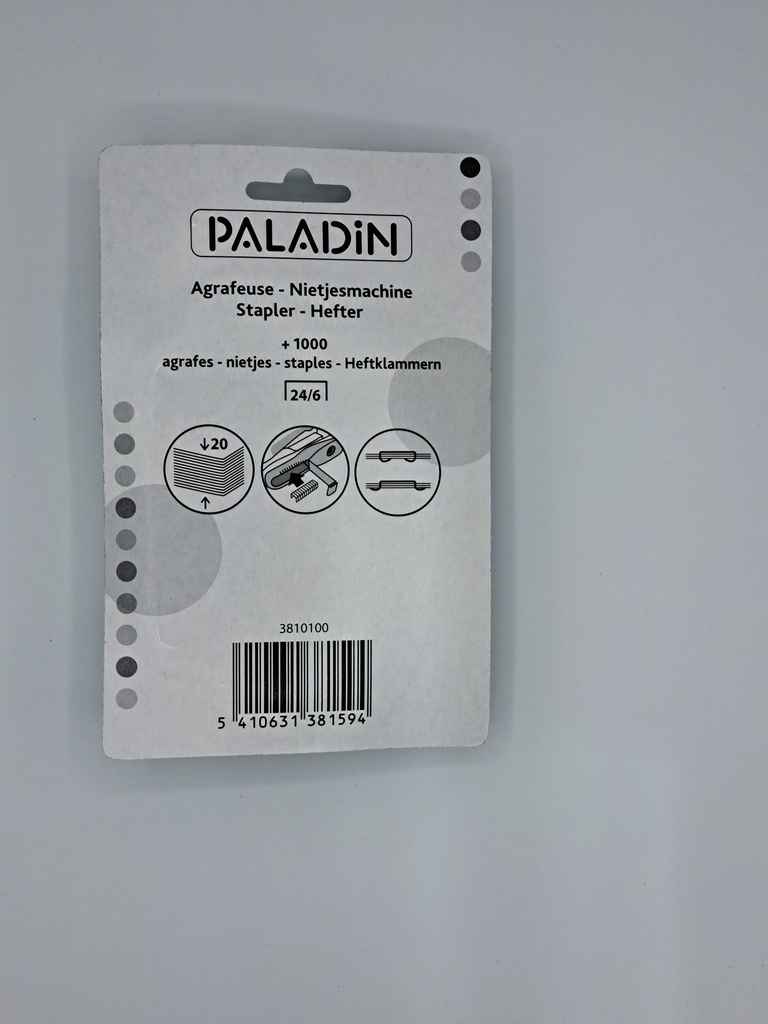 PALADiN
Agrafeuse - Nietjesmachine
Stapler - Hefter
+ 1000
agrafes - nietjes - staples - Heftklammern
24/6
20
3810100
5 410631 381594